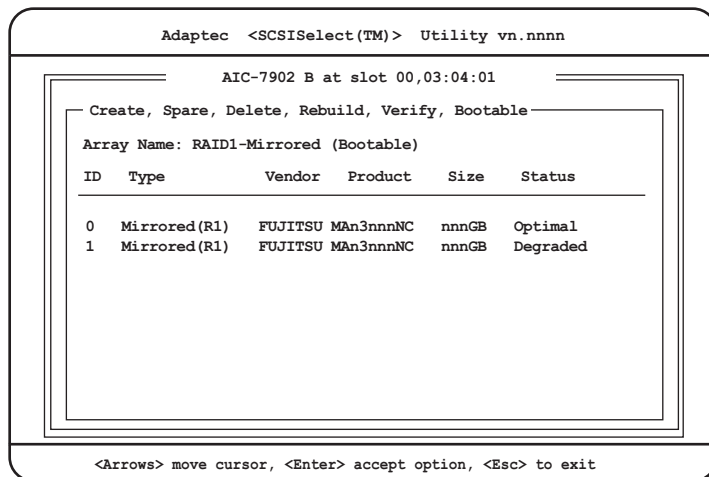 Adaptec <SCSISelect(TM)> Utility vn.nnnn
AIC-7902 B at slot 00,03:04:01
Create, Spare, Delete, Rebuild, Verify, Bootable
Array Name: RAID1-Mirrored (Bootable)
ID Type Vendor Product Size Status
0 Mirrored(R1) FUJITSU MAn3nnnNC nnnGB Optimal
1 Mirrored(R1) FUJITSU MAn3nnnNC nnnGB Degraded
<Arrows> move cursor, <Enter> accept option, <Esc> to exit